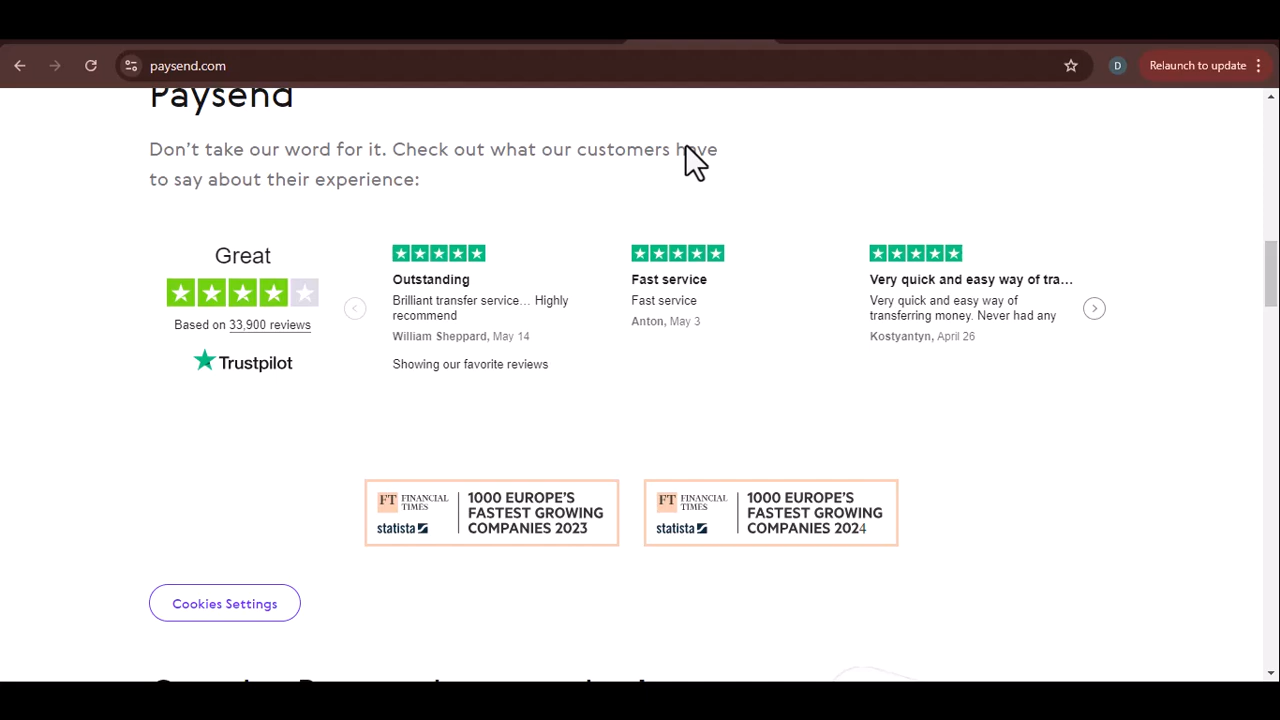 paysend.com
D
Relaunch to update
Paysend
Don’t take our word for it. Check out what our customers have
to say about their experience:
Great
Based on 33,900 reviews
Trustpilot
Outstanding
Brilliant transfer service… Highly
recommend
William Sheppard, May 14
Showing our favorite reviews
Fast service
Fast service
Anton, May 3
Very quick and easy way of tra…
Very quick and easy way of
transferring money. Never had any
Kostyantyn, April 26
FT FINANCIAL
TIMES
statista
1000 EUROPE'S
FASTEST GROWING
COMPANIES 2023
FT FINANCIAL
TIMES
statista
1000 EUROPE'S
FASTEST GROWING
COMPANIES 2024
Cookies Settings